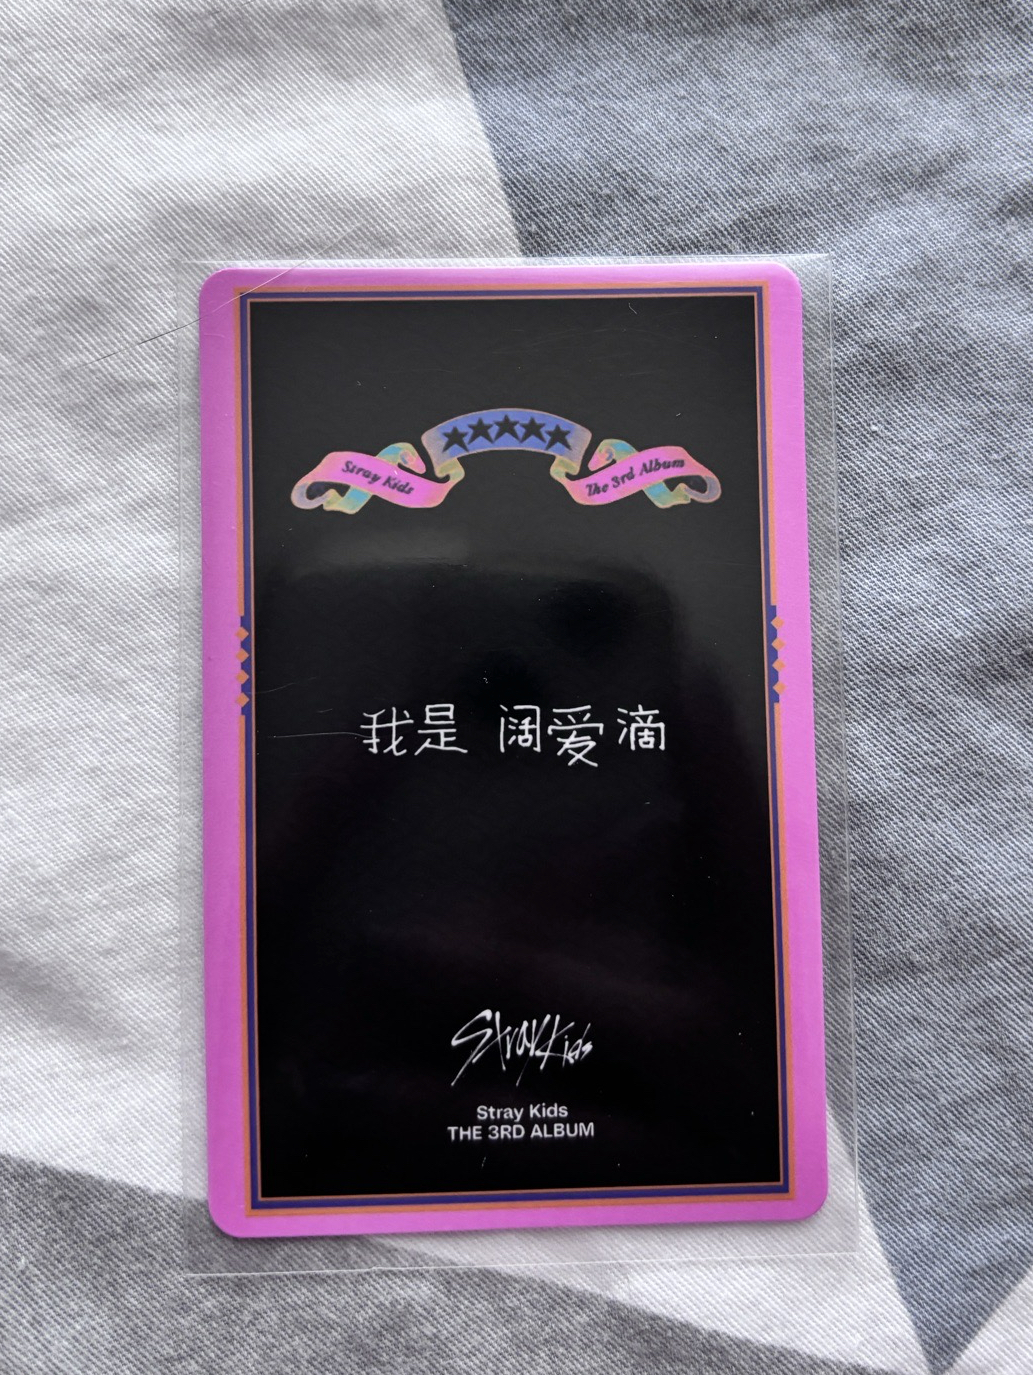 ★★★★★
Stray Kids
The 3rd Album
我是 阔爱滴
Stray Kids
Stray Kids
THE 3RD ALBUM